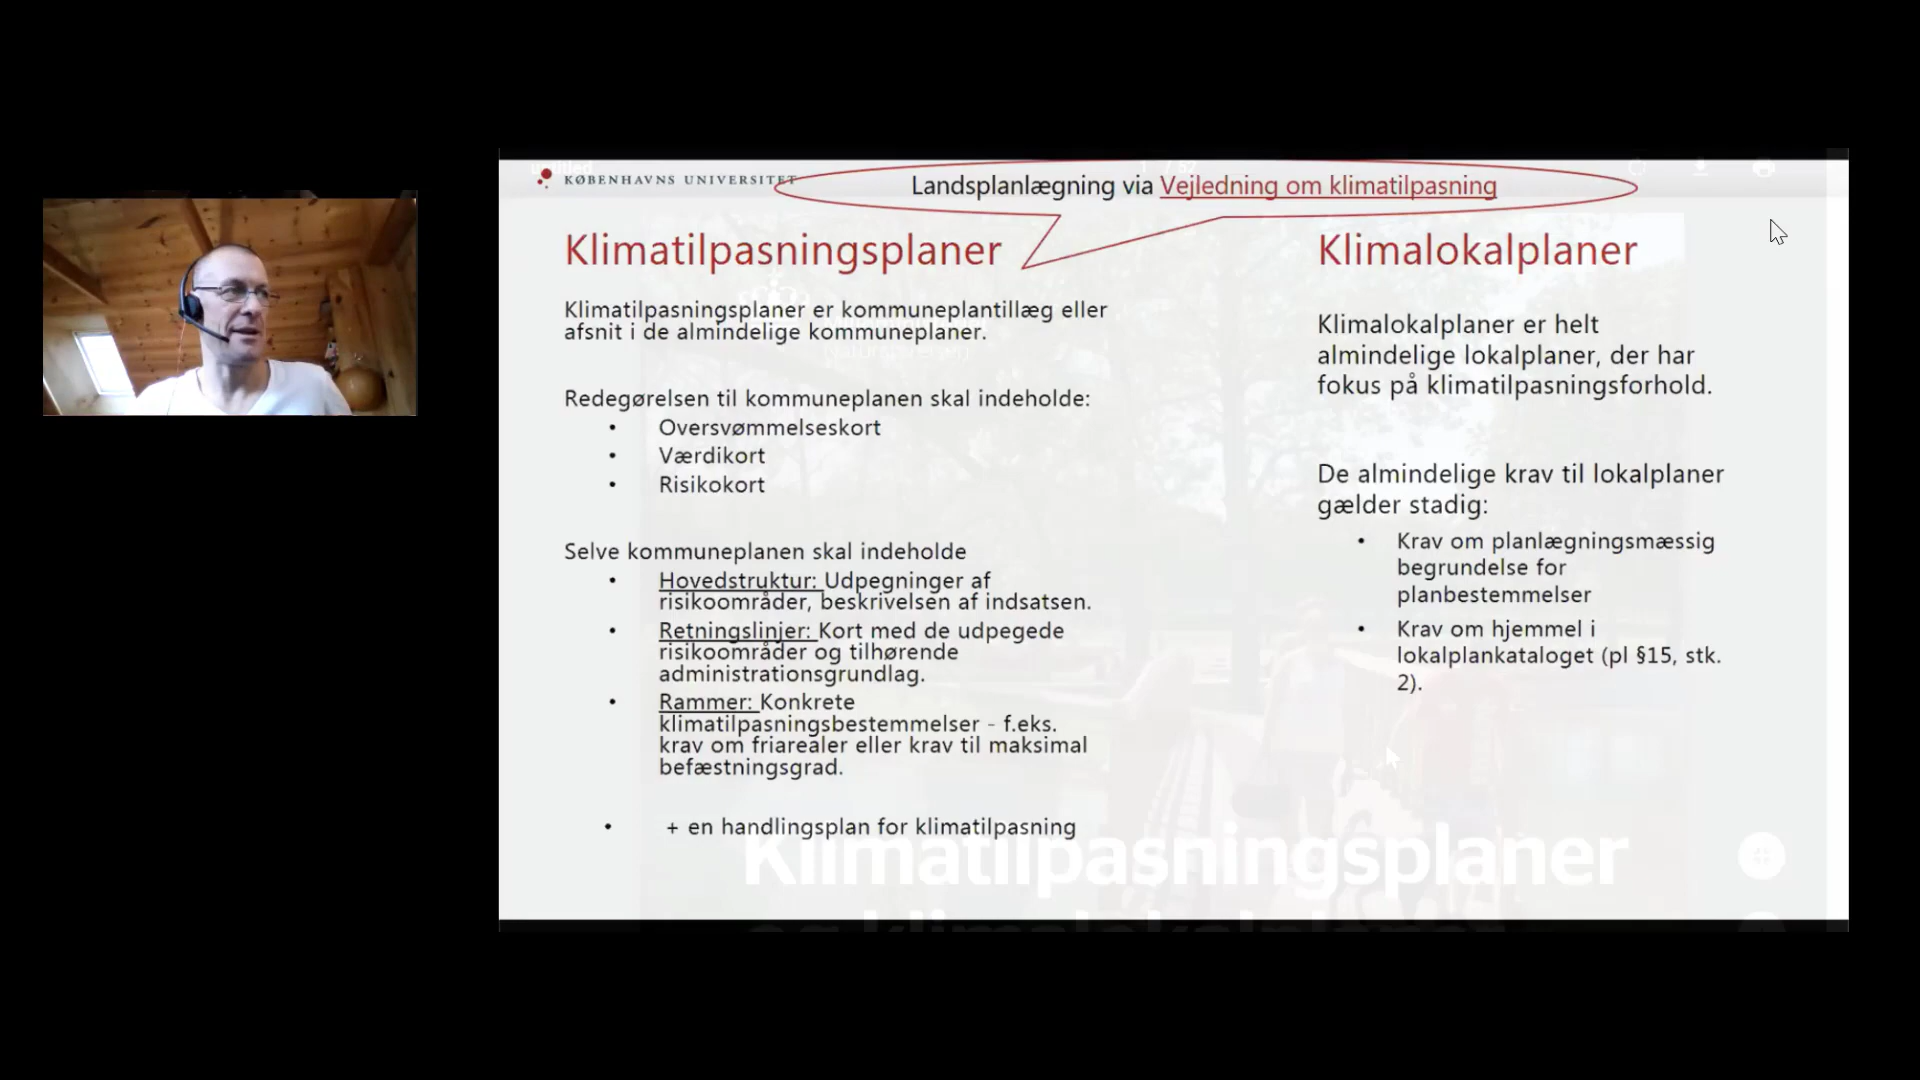 KØBENHAVNS UNIVERSITET
Landsplanlægning via Vejledning om klimatilpasning
Klimatilpasningsplaner
Klimatilpasningsplaner er kommuneplantillæg eller
afsnit i de almindelige kommuneplaner.
Redegørelsen til kommuneplanen skal indeholde:
• Oversvømmelseskort
• Værdikort
• Risikokort
Selve kommuneplanen skal indeholde
• Hovedstruktur: Udpegninger af
risikoområder, beskrivelsen af indsatsen.
• Retningslinjer: Kort med de udpegede
risikoområder og tilhørende
administrationsgrundlag.
• Rammer: Konkrete
klimatilpasningsbestemmelser - f.eks.
krav om friarealer eller krav til maksimal
befæstningsgrad.
• + en handlingsplan for klimatilpasning
Klimalokalplaner
Klimalokalplaner er helt
almindelige lokalplaner, der har
fokus på klimatilpasningsforhold.
De almindelige krav til lokalplaner
gælder stadig:
• Krav om planlægningsmæssig
begrundelse for
planbestemmelser
• Krav om hjemmel i
lokalplankataloget (pl §15, stk.
2).
Klimatilpasningsplaner
og klimalokalplaner